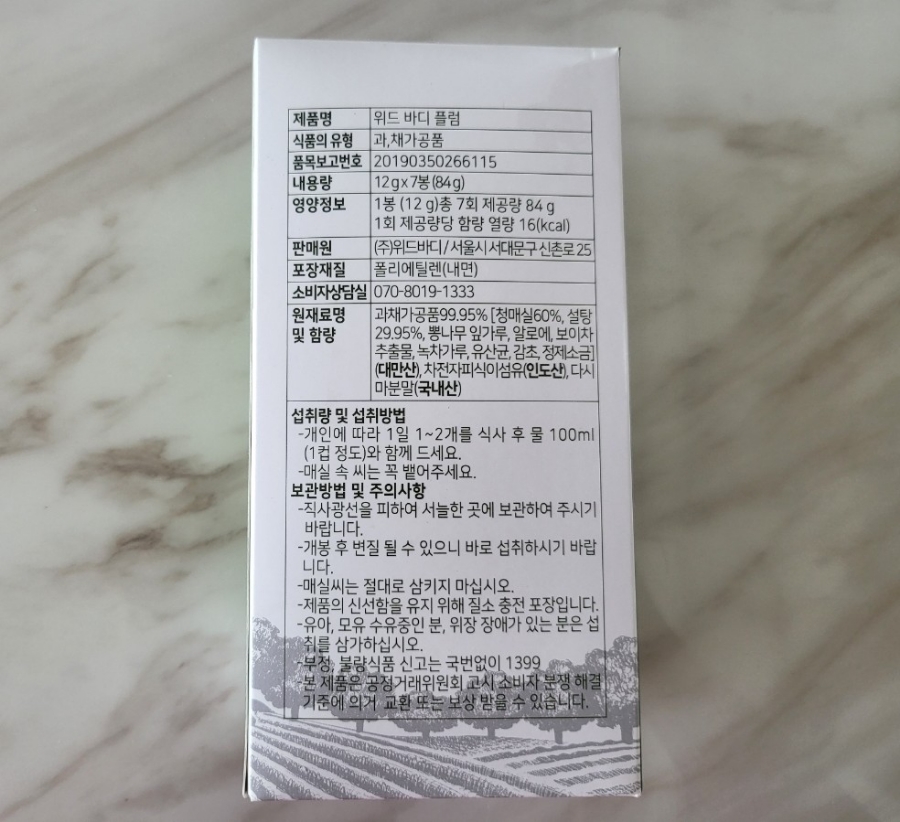 제품명 위드 바디 플럼
식품의 유형 과,채가공품
품목보고번호 20190350266115
내용량 12g x 7봉 (84g)
영양정보 1봉 (12 g)총 7회 제공량 84 g
1회 제공량당 함량 열량 16(kcal)
판매원 (주)위드바디 / 서울시 서대문구 신촌로 25
포장재질 폴리에틸렌(내면)
소비자상담실 070-8019-1333
원재료명 과채가공품99.95% [청매실60%, 설탕
및 함량 29.95%, 뽕나무 잎가루, 알로에, 보이차
추출물, 녹차가루, 유산균, 감초, 정제소금]
(대만산), 차전자피식이섬유(인도산), 다시
마분말(국내산)
섭취량 및 섭취방법
-개인에 따라 1일 1~2개를 식사 후 물 100ml
(1컵 정도)와 함께 드세요.
-매실 속 씨는 꼭 뱉어주세요.
보관방법 및 주의사항
-직사광선을 피하여 서늘한 곳에 보관하여 주시기
바랍니다.
-개봉 후 변질 될 수 있으니 바로 섭취하시기 바랍
니다.
-매실씨는 절대로 삼키지 마십시오.
-제품의 신선함을 유지 위해 질소 충전 포장입니다.
-유아, 모유 수유중인 분, 위장 장애가 있는 분은 섭
취를 삼가하십시오.
-부정, 불량식품 신고는 국번없이 1399
-본 제품은 공정거래위원회 고시 소비자 분쟁 해결
기준에 의거 교환 또는 보상 받을 수 있습니다.